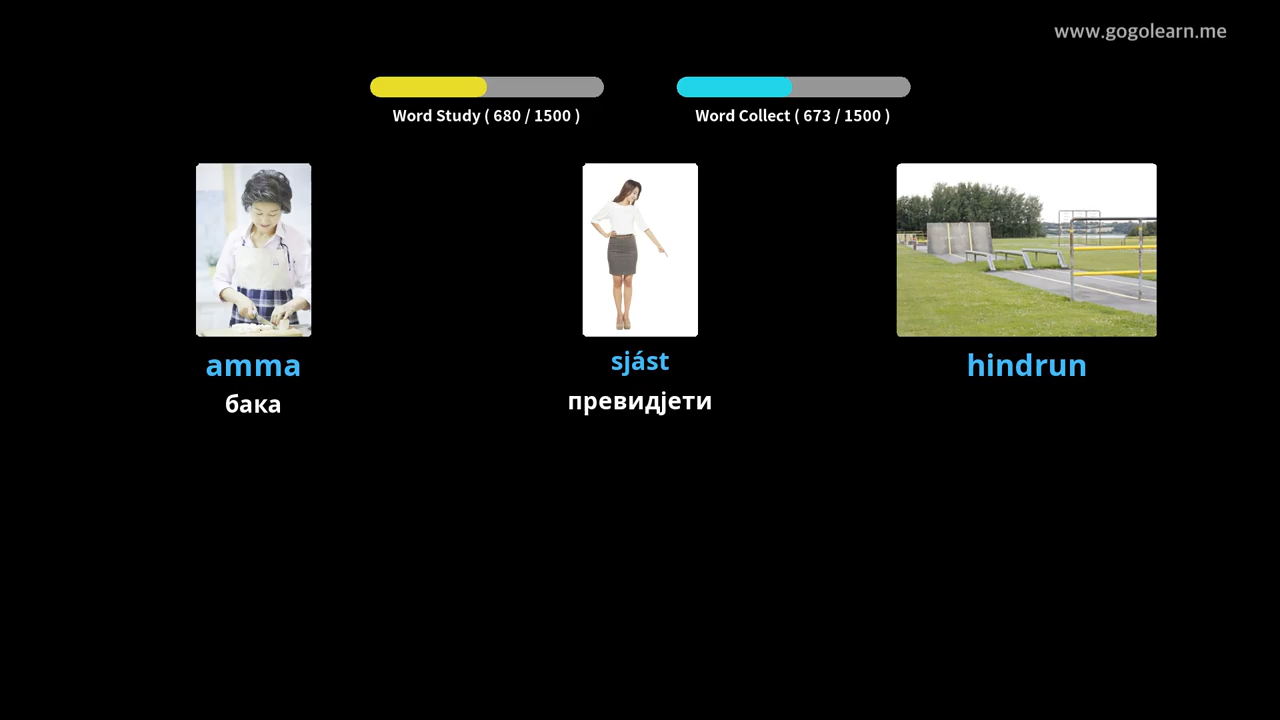 www.gogolearn.me
Word Study ( 680 / 1500 )
Word Collect ( 673 / 1500 )
amma
бака
sjást
превидјети
hindrun